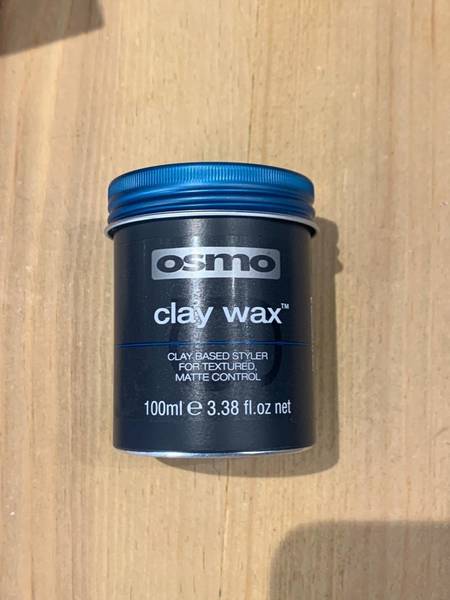 osmo
clay wax™
CLAY BASED STYLER
FOR TEXTURED,
MATTE CONTROL
100ml ℮ 3.38 fl.oz net